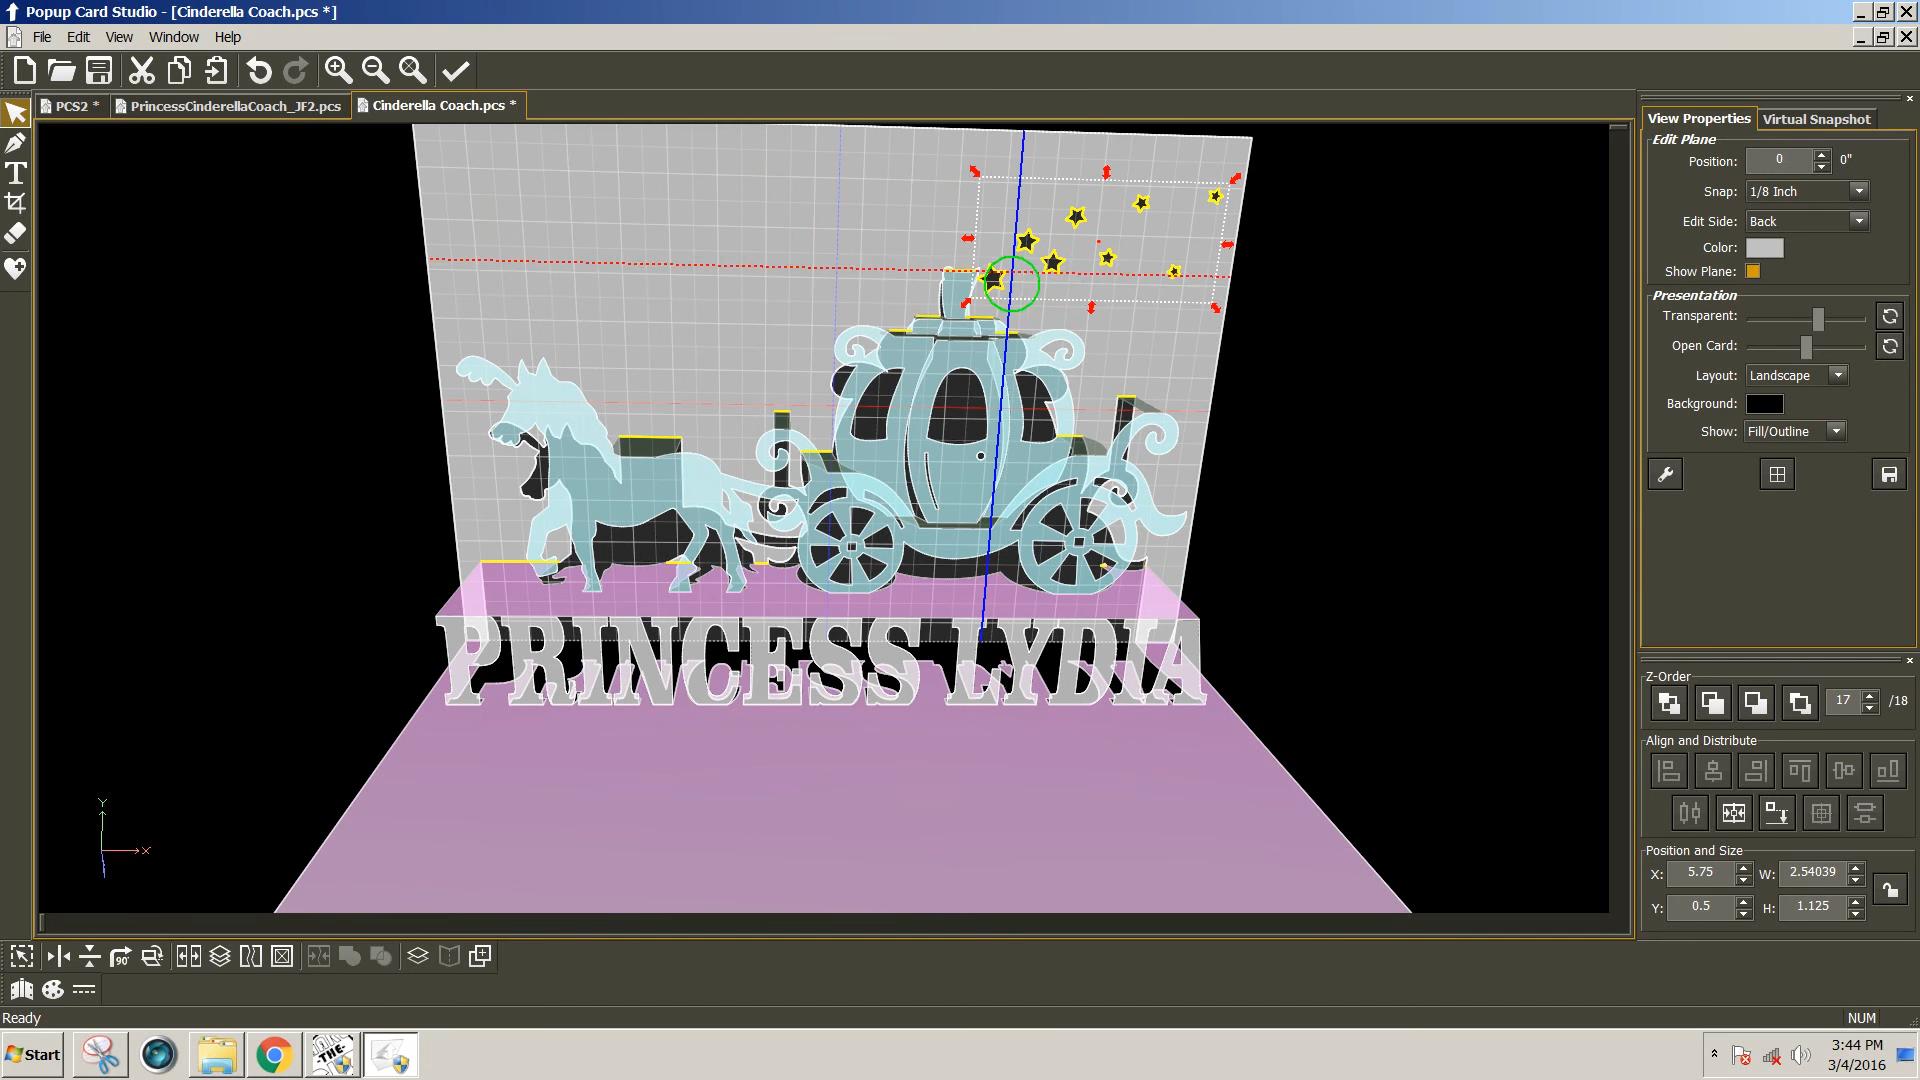 Popup Card Studio - [Cinderella Coach.pcs *]
File Edit View Window Help
PCS2 * PrincessCinderellaCoach_JF2.pcs Cinderella Coach.pcs *
View Properties Virtual Snapshot
Edit Plane
Position: 0 0"
Snap: 1/8 Inch
Edit Side: Back
Color:
Show Plane:
Presentation
Transparent:
Open Card:
Layout: Landscape
Background:
Show: Fill/Outline
PRINCESS LYDIA
Z-Order
17 /18
Align and Distribute
Position and Size
X: 5.75 W: 2.54039
Y: 0.5 H: 1.125
Y
X
90°
Ready
NUM
Start
-THE-
3:44 PM
3/4/2016